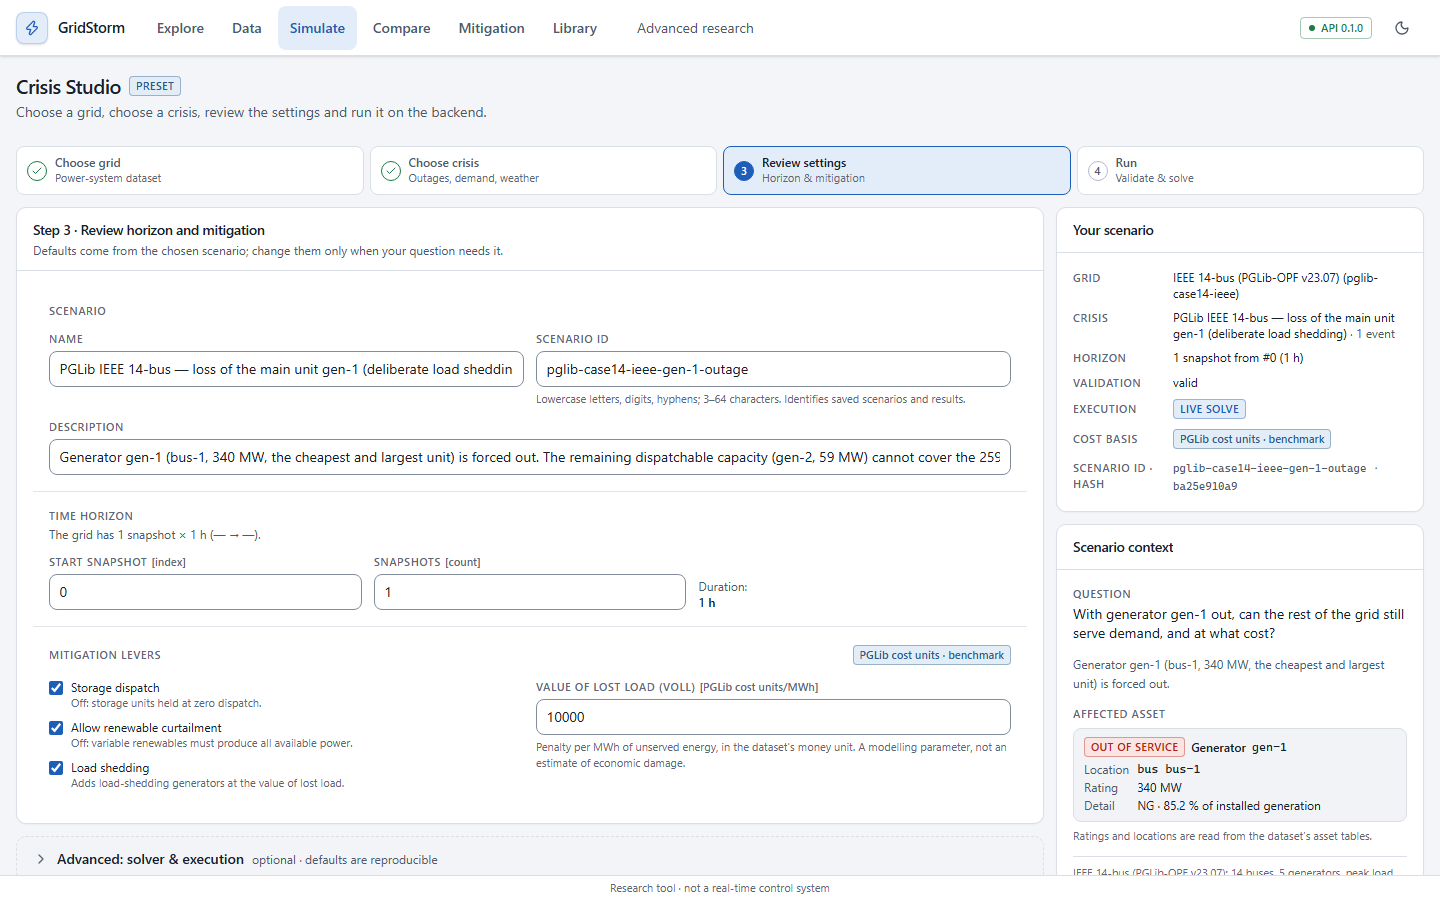 GridStorm
Explore
Data
Simulate
Compare
Mitigation
Library
Advanced research
API 0.1.0
Crisis Studio
PRESET
Choose a grid, choose a crisis, review the settings and run it on the backend.
Choose grid
Power-system dataset
Choose crisis
Outages, demand, weather
3
Review settings
Horizon & mitigation
4
Run
Validate & solve
Step 3 · Review horizon and mitigation
Defaults come from the chosen scenario; change them only when your question needs it.
SCENARIO
NAME
PGLib IEEE 14-bus — loss of the main unit gen-1 (deliberate load sheddin
SCENARIO ID
pglib-case14-ieee-gen-1-outage
Lowercase letters, digits, hyphens; 3–64 characters. Identifies saved scenarios and results.
DESCRIPTION
Generator gen-1 (bus-1, 340 MW, the cheapest and largest unit) is forced out. The remaining dispatchable capacity (gen-2, 59 MW) cannot cover the 259
TIME HORIZON
The grid has 1 snapshot × 1 h (— → —).
START SNAPSHOT [index]
0
SNAPSHOTS [count]
1
Duration:
1 h
MITIGATION LEVERS
PGLib cost units · benchmark
Storage dispatch
Off: storage units held at zero dispatch.
Allow renewable curtailment
Off: variable renewables must produce all available power.
Load shedding
Adds load-shedding generators at the value of lost load.
VALUE OF LOST LOAD (VOLL) [PGLib cost units/MWh]
10000
Penalty per MWh of unserved energy, in the dataset's money unit. A modelling parameter, not an
estimate of economic damage.
Advanced: solver & execution optional · defaults are reproducible
Your scenario
GRID
IEEE 14-bus (PGLib-OPF v23.07) (pglib-
case14-ieee)
CRISIS
PGLib IEEE 14-bus — loss of the main unit
gen-1 (deliberate load shedding) · 1 event
HORIZON
1 snapshot from #0 (1 h)
VALIDATION
valid
EXECUTION
LIVE SOLVE
COST BASIS
PGLib cost units · benchmark
SCENARIO ID ·
HASH
pglib-case14-ieee-gen-1-outage ·
ba25e910a9
Scenario context
QUESTION
With generator gen-1 out, can the rest of the grid still
serve demand, and at what cost?
Generator gen-1 (bus-1, 340 MW, the cheapest and largest
unit) is forced out.
AFFECTED ASSET
OUT OF SERVICE Generator gen-1
Location bus bus-1
Rating 340 MW
Detail NG · 85.2 % of installed generation
Ratings and locations are read from the dataset's asset tables.
IEEE 14-bus (PGLib-OPF v23.07): 14 buses, 5 generators, peak load
Research tool · not a real-time control system